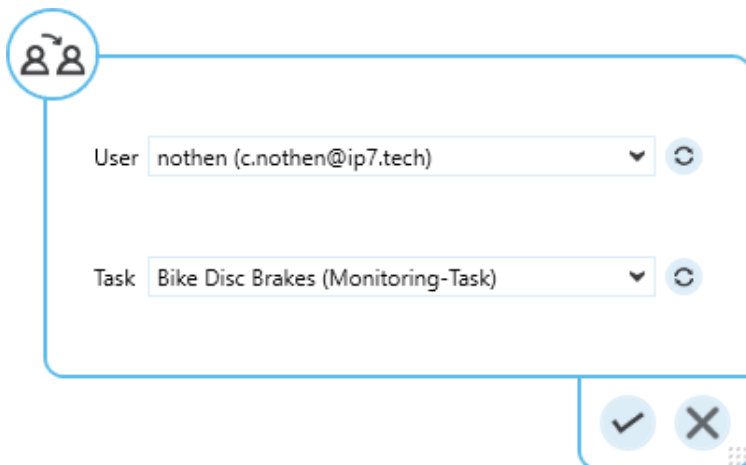 User nothen (c.nothen@ip7.tech)
Task Bike Disc Brakes (Monitoring-Task)